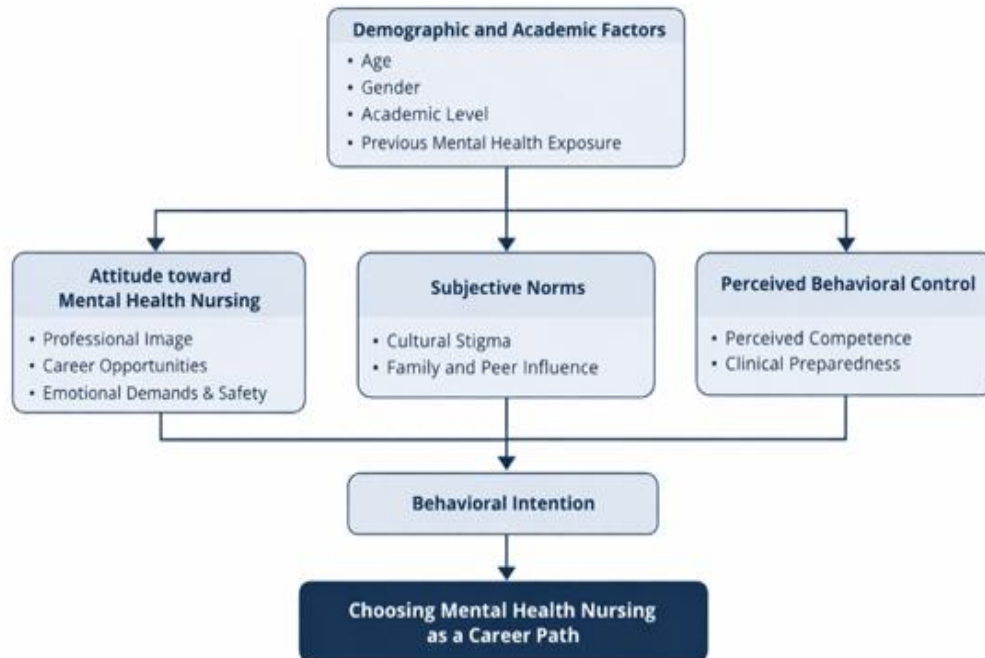 Demographic and Academic Factors
• Age
• Gender
• Academic Level
• Previous Mental Health Exposure
Attitude toward
Mental Health Nursing
• Professional Image
• Career Opportunities
• Emotional Demands & Safety
Subjective Norms
• Cultural Stigma
• Family and Peer Influence
Perceived Behavioral Control
• Perceived Competence
• Clinical Preparedness
Behavioral Intention
Choosing Mental Health Nursing
as a Career Path